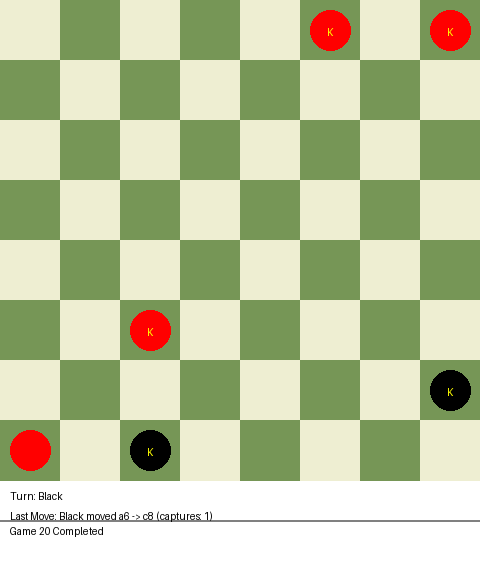 K K
K
K
K
Turn: Black
Last Move: Black moved a6 -> c8 (captures: 1)
Game 20 Completed